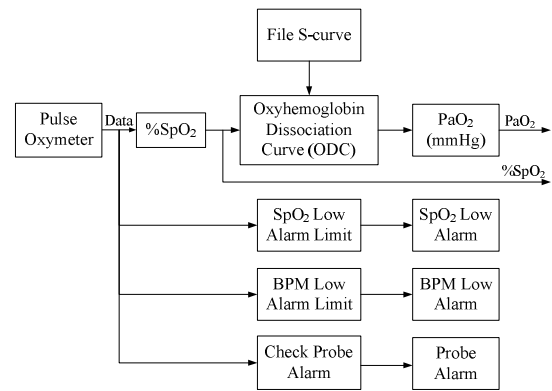 File S-curve
Pulse
Oxymeter
Data
%SpO₂
Oxyhemoglobin
Dissociation
Curve (ODC)
PaO₂
(mmHg)
PaO₂
%SpO₂
SpO₂ Low
Alarm Limit
SpO₂ Low
Alarm
BPM Low
Alarm Limit
BPM Low
Alarm
Check Probe
Alarm
Probe
Alarm